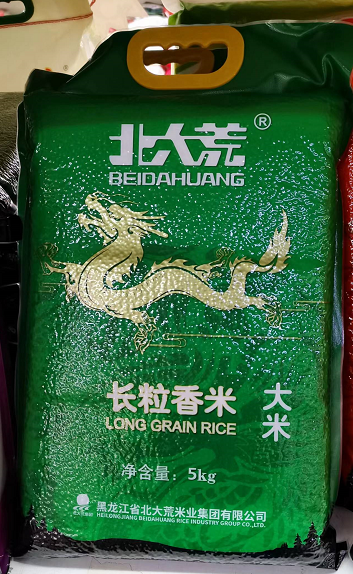 北大荒®
BEIDAHUANG
长粒香米 大米
LONG GRAIN RICE
净含量：5kg
黑龙江省北大荒米业集团有限公司
HEILONGJIANG BEIDAHUANG RICE INDUSTRY GROUP CO.,LTD.